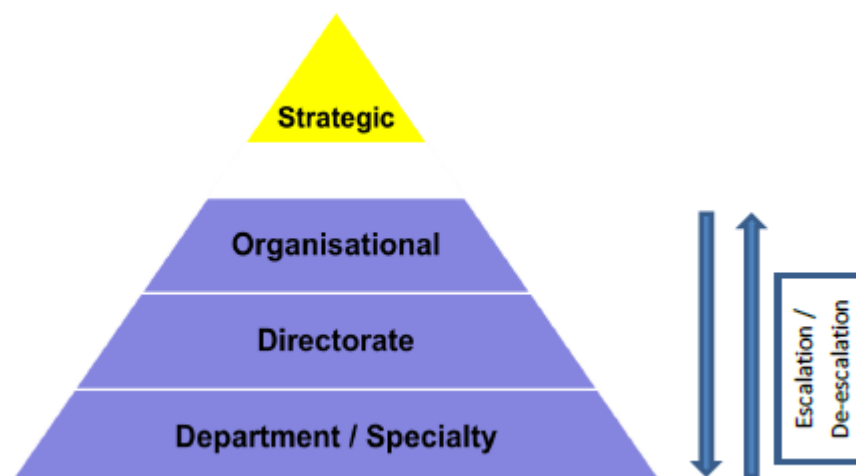 Strategic
Organisational
Directorate
Department / Specialty
Escalation /
De-escalation